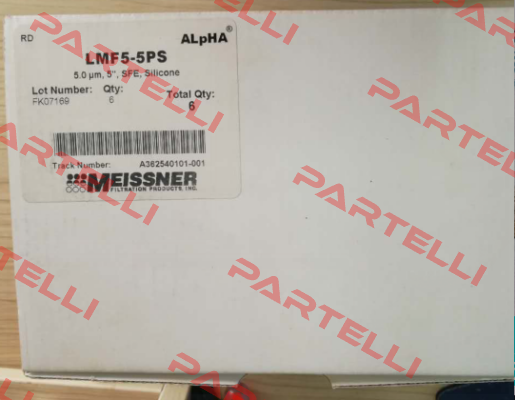 RD
ALpHA®
LMF5-5PS
5.0 µm, 5", SFE, Silicone
Lot Number: Qty: Total Qty:
FK07169 6 6
Track Number: A362540101-001
MEISSNER
FILTRATION PRODUCTS, INC.
PARTELLI
PARTELLI
PARTELLI
PARTELLI
PARTELLI
PARTELLI
PARTELLI